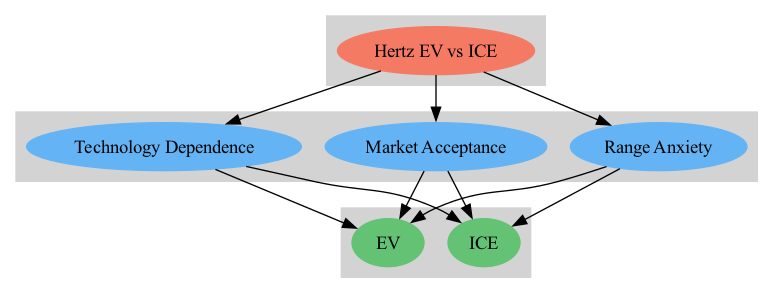 Hertz EV vs ICE
Technology Dependence
Market Acceptance
Range Anxiety
EV
ICE